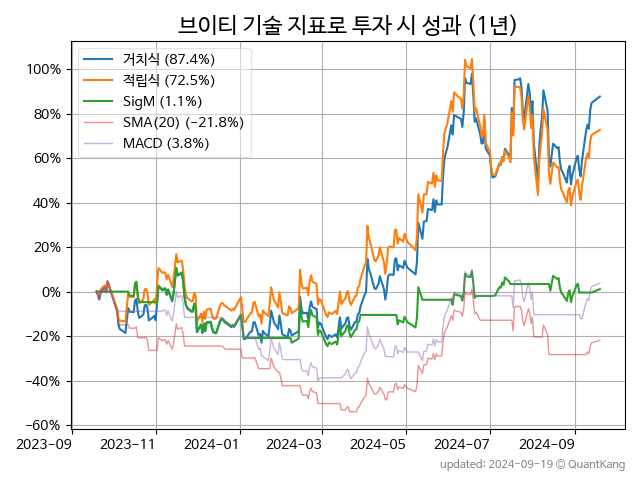 브이티 기술 지표로 투자 시 성과 (1년)
거치식 (87.4%)
적립식 (72.5%)
SigM (1.1%)
SMA(20) (−21.8%)
MACD (3.8%)
100%
80%
60%
40%
20%
0%
−20%
−40%
−60%
2023-09 2023-11 2024-01 2024-03 2024-05 2024-07 2024-09
updated: 2024-09-19 © QuantKang